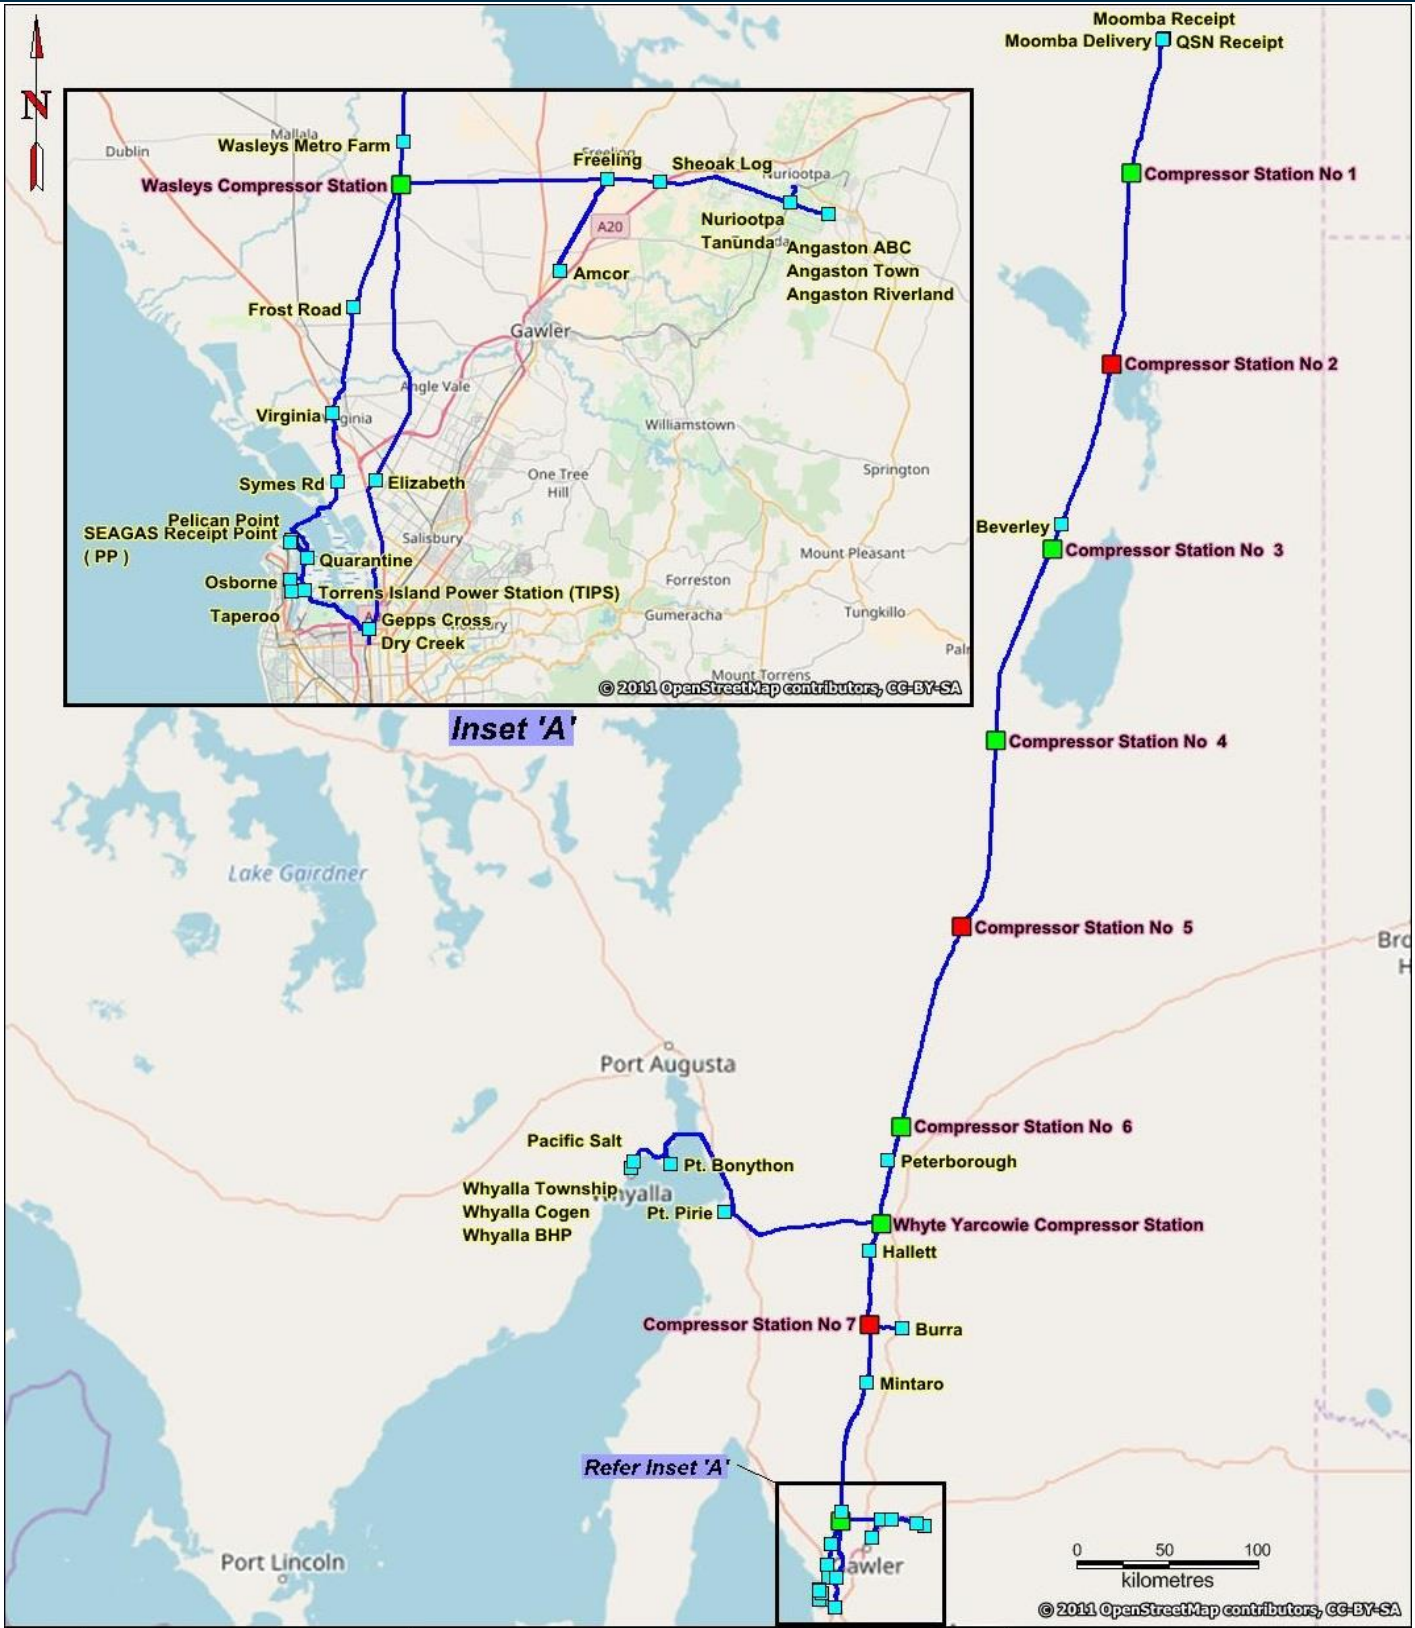 Moomba Receipt
Moomba Delivery QSN Receipt
N
Compressor Station No 1
Compressor Station No 2
Beverley
Compressor Station No 3
Compressor Station No 4
Compressor Station No 5
Compressor Station No 6
Peterborough
Whyte Yarcowie Compressor Station
Hallett
Compressor Station No 7
Burra
Mintaro
Dublin
Mallala
Wasleys Metro Farm
Wasleys Compressor Station
Freeling
Freeling
Sheoak Log
Nuriootpa
A20
Nuriootpa
Tanunda
Angaston ABC
Angaston Town
Angaston Riverland
Amcor
Frost Road
Gawler
Angle Vale
Virginia
Williamstown
Springton
One Tree
Hill
Symes Rd
Elizabeth
Pelican Point
SEAGAS Receipt Point
( PP )
Salisbury
Mount Pleasant
Quarantine
Osborne
Torrens Island Power Station (TIPS)
Forreston
Taperoo
Gepps Cross
Dry Creek
Gumeracha
Tungkillo
Mount Torrens
© 2011 OpenStreetMap contributors, CC-BY-SA
Inset 'A'
Lake Gairdner
Port Augusta
Pacific Salt
Pt. Bonython
Whyalla Township
Whyalla
Whyalla Cogen
Whyalla BHP
Pt. Pirie
Refer Inset 'A'
Port Lincoln
Gawler
0 50 100
kilometres
© 2011 OpenStreetMap contributors, CC-BY-SA